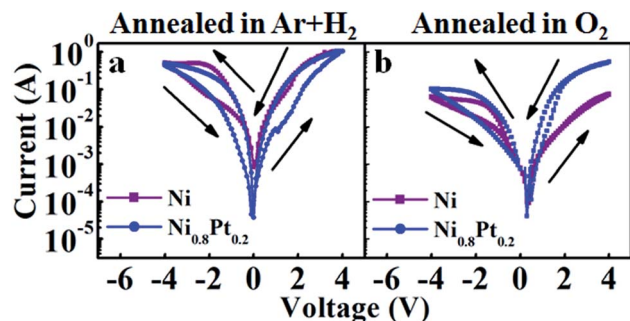 Annealed in Ar+H₂
Annealed in O₂
Current (A)
10⁰
10⁻¹
10⁻²
10⁻³
10⁻⁴
10⁻⁵
a
Ni
Ni₀.₈Pt₀.₂
b
Ni
Ni₀.₈Pt₀.₂
-6 -4 -2 0 2 4
-6 -4 -2 0 2 4
Voltage (V)